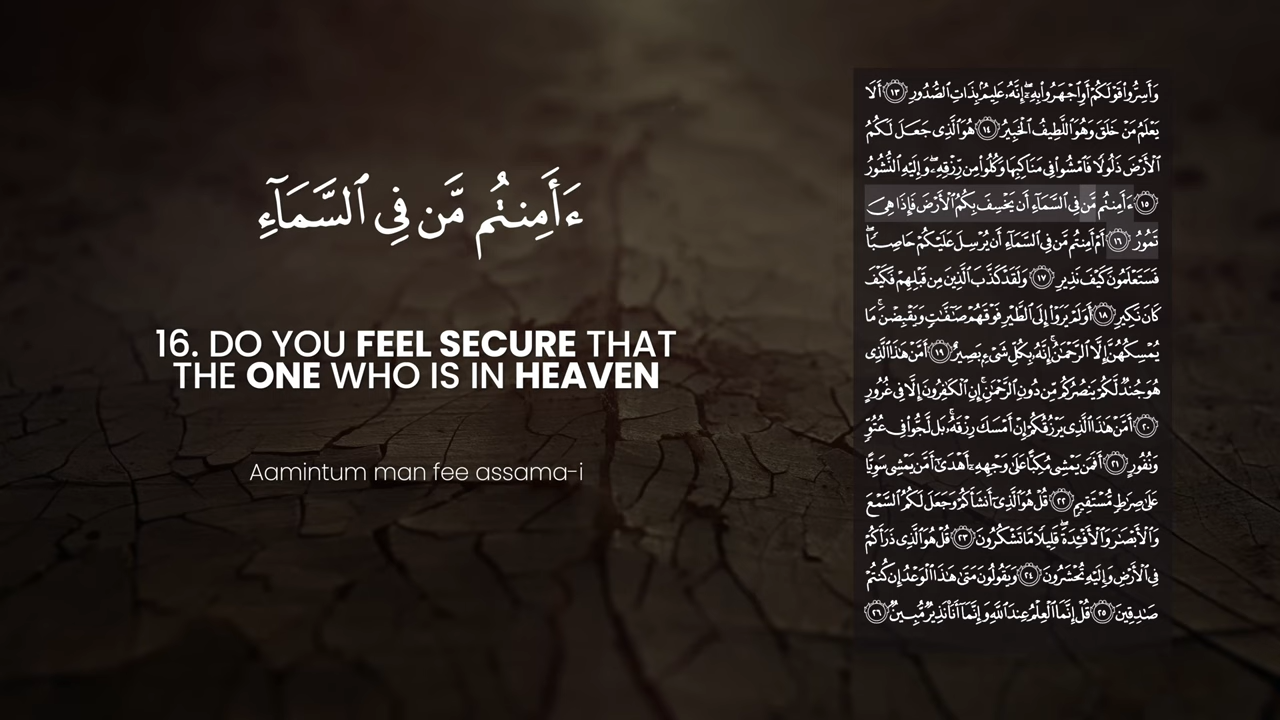 ءَأَمِنتُم مَّن فِى ٱلسَّمَآءِ
16. DO YOU FEEL SECURE THAT
THE ONE WHO IS IN HEAVEN
Aamintum man fee assama-i
وَأَسِرُّوا۟ قَوْلَكُمْ أَوِ ٱجْهَرُوا۟ بِهِۦٓ ۖ إِنَّهُۥ عَلِيمٌۢ بِذَاتِ ٱلصُّدُورِ ١٣ أَلَا
يَعْلَمُ مَنْ خَلَقَ وَهُوَ ٱللَّطِيفُ ٱلْخَبِيرُ ١٤ هُوَ ٱلَّذِى جَعَلَ لَكُمُ
ٱلْأَرْضَ ذَلُولًا فَٱمْشُوا۟ فِى مَنَاكِبِهَا وَكُلُوا۟ مِن رِّزْقِهِۦ ۖ وَإِلَيْهِ ٱلنُّشُورُ
١٥ ءَأَمِنتُم مَّن فِى ٱلسَّمَآءِ أَن يَخْسِفَ بِكُمُ ٱلْأَرْضَ فَإِذَا هِىَ
تَمُورُ ١٦ أَمْ أَمِنتُم مَّن فِى ٱلسَّمَآءِ أَن يُرْسِلَ عَلَيْكُمْ حَاصِبًا ۖ
فَسَتَعْلَمُونَ كَيْفَ نَذِيرِ ١٧ وَلَقَدْ كَذَّبَ ٱلَّذِينَ مِن قَبْلِهِمْ فَكَيْفَ
كَانَ نَكِيرِ ١٨ أَوَلَمْ يَرَوْا۟ إِلَى ٱلطَّيْرِ فَوْقَهُمْ صَٰٓفَّٰتٍ وَيَقْبِضْنَ ۚ مَا
يُمْسِكُهُنَّ إِلَّا ٱلرَّحْمَٰنُ ۚ إِنَّهُۥ بِكُلِّ شَىْءٍۭ بَصِيرٌ ١٩ أَمَّنْ هَٰذَا ٱلَّذِى
هُوَ جُندٌ لَّكُمْ يَنصُرُكُم مِّن دُونِ ٱلرَّحْمَٰنِ ۚ إِنِ ٱلْكَٰفِرُونَ إِلَّا فِى غُرُورٍ
٢٠ أَمَّنْ هَٰذَا ٱلَّذِى يَرْزُقُكُمْ إِنْ أَمْسَكَ رِزْقَهُۥ ۚ بَل لَّجُّوا۟ فِى عُتُوٍّ
وَنُفُورٍ ٢١ أَفَمَن يَمْشِى مُكِبًّا عَلَىٰ وَجْهِهِۦٓ أَهْدَىٰٓ أَمَّن يَمْشِى سَوِيًّا
عَلَىٰ صِرَٰطٍ مُّسْتَقِيمٍ ٢٢ قُلْ هُوَ ٱلَّذِىٓ أَنشَأَكُمْ وَجَعَلَ لَكُمُ ٱلسَّمْعَ
وَٱلْأَبْصَٰرَ وَٱلْأَفْـِٔدَةَ ۖ قَلِيلًا مَّا تَشْكُرُونَ ٢٣ قُلْ هُوَ ٱلَّذِى ذَرَأَكُمْ
فِى ٱلْأَرْضِ وَإِلَيْهِ تُحْشَرُونَ ٢٤ وَيَقُولُونَ مَتَىٰ هَٰذَا ٱلْوَعْدُ إِن كُنتُمْ
صَٰدِقِينَ ٢٥ قُلْ إِنَّمَا ٱلْعِلْمُ عِندَ ٱللَّهِ وَإِنَّمَآ أَنَا۠ نَذِيرٌ مُّبِينٌ ٢٦